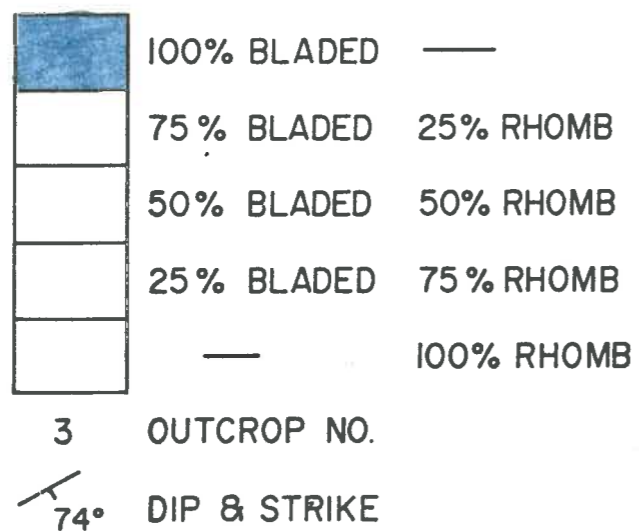 100% BLADED —
75% BLADED 25% RHOMB
50% BLADED 50% RHOMB
25% BLADED 75% RHOMB
— 100% RHOMB
3 OUTCROP NO.
74° DIP & STRIKE